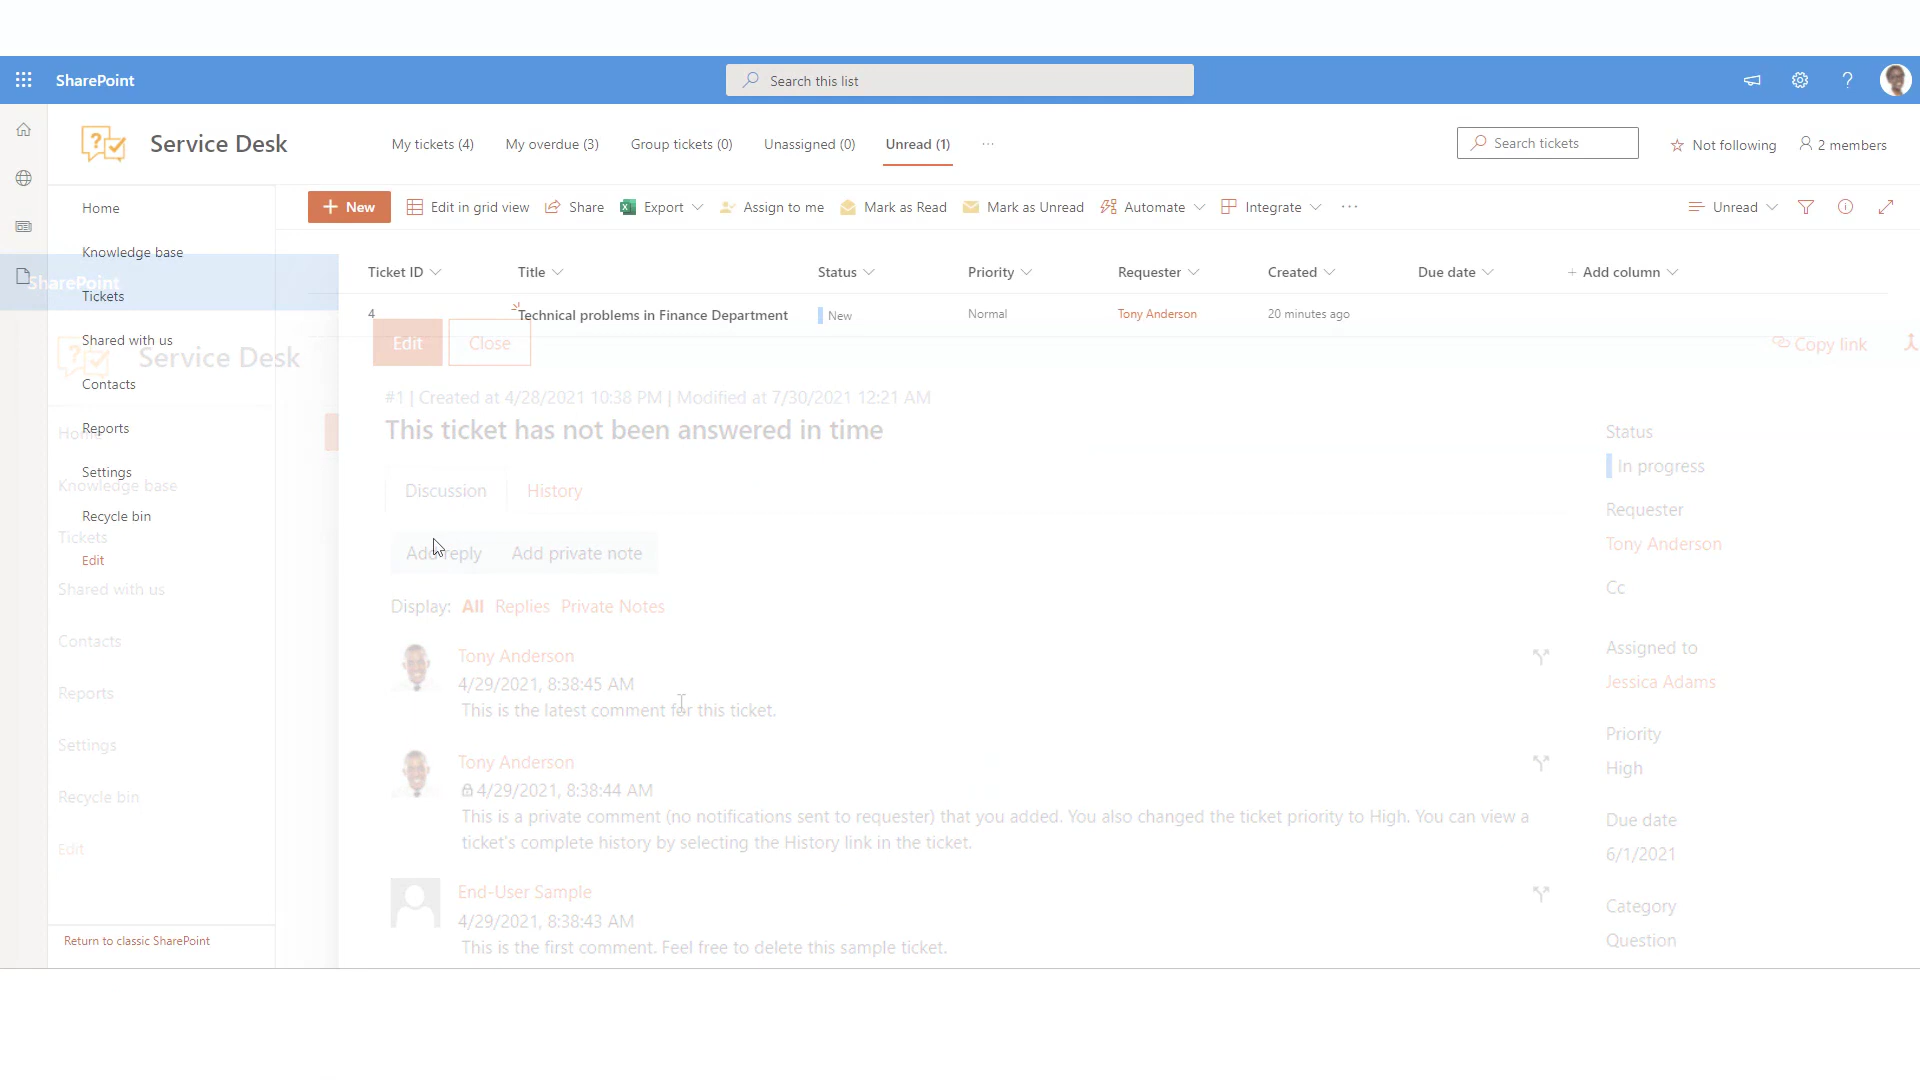 SharePoint
Search this list
Service Desk
My tickets (4)
My overdue (3)
Group tickets (0)
Unassigned (0)
Unread (1)
Search tickets
Not following
2 members
New
Edit in grid view
Share
Export
Assign to me
Mark as Read
Mark as Unread
Automate
Integrate
Unread
Home
Knowledge base
Tickets
Shared with us
Contacts
Reports
Settings
Recycle bin
Edit
Return to classic SharePoint
Ticket ID
Title
Status
Priority
Requester
Created
Due date
Add column
4
Technical problems in Finance Department
New
Normal
Tony Anderson
20 minutes ago
SharePoint
Service Desk
Home
Knowledge base
Tickets
Shared with us
Contacts
Reports
Settings
Recycle bin
Edit
Edit
Close
Copy link
#1 | Created at 4/28/2021 10:38 PM | Modified at 7/30/2021 12:21 AM
This ticket has not been answered in time
Discussion
History
Add reply
Add private note
Display: All Replies Private Notes
Tony Anderson
4/29/2021, 8:38:45 AM
This is the latest comment for this ticket.
Tony Anderson
4/29/2021, 8:38:44 AM
This is a private comment (no notifications sent to requester) that you added. You also changed the ticket priority to High. You can view a
ticket's complete history by selecting the History link in the ticket.
End-User Sample
4/29/2021, 8:38:43 AM
This is the first comment. Feel free to delete this sample ticket.
Status
In progress
Requester
Tony Anderson
Cc
Assigned to
Jessica Adams
Priority
High
Due date
6/1/2021
Category
Question